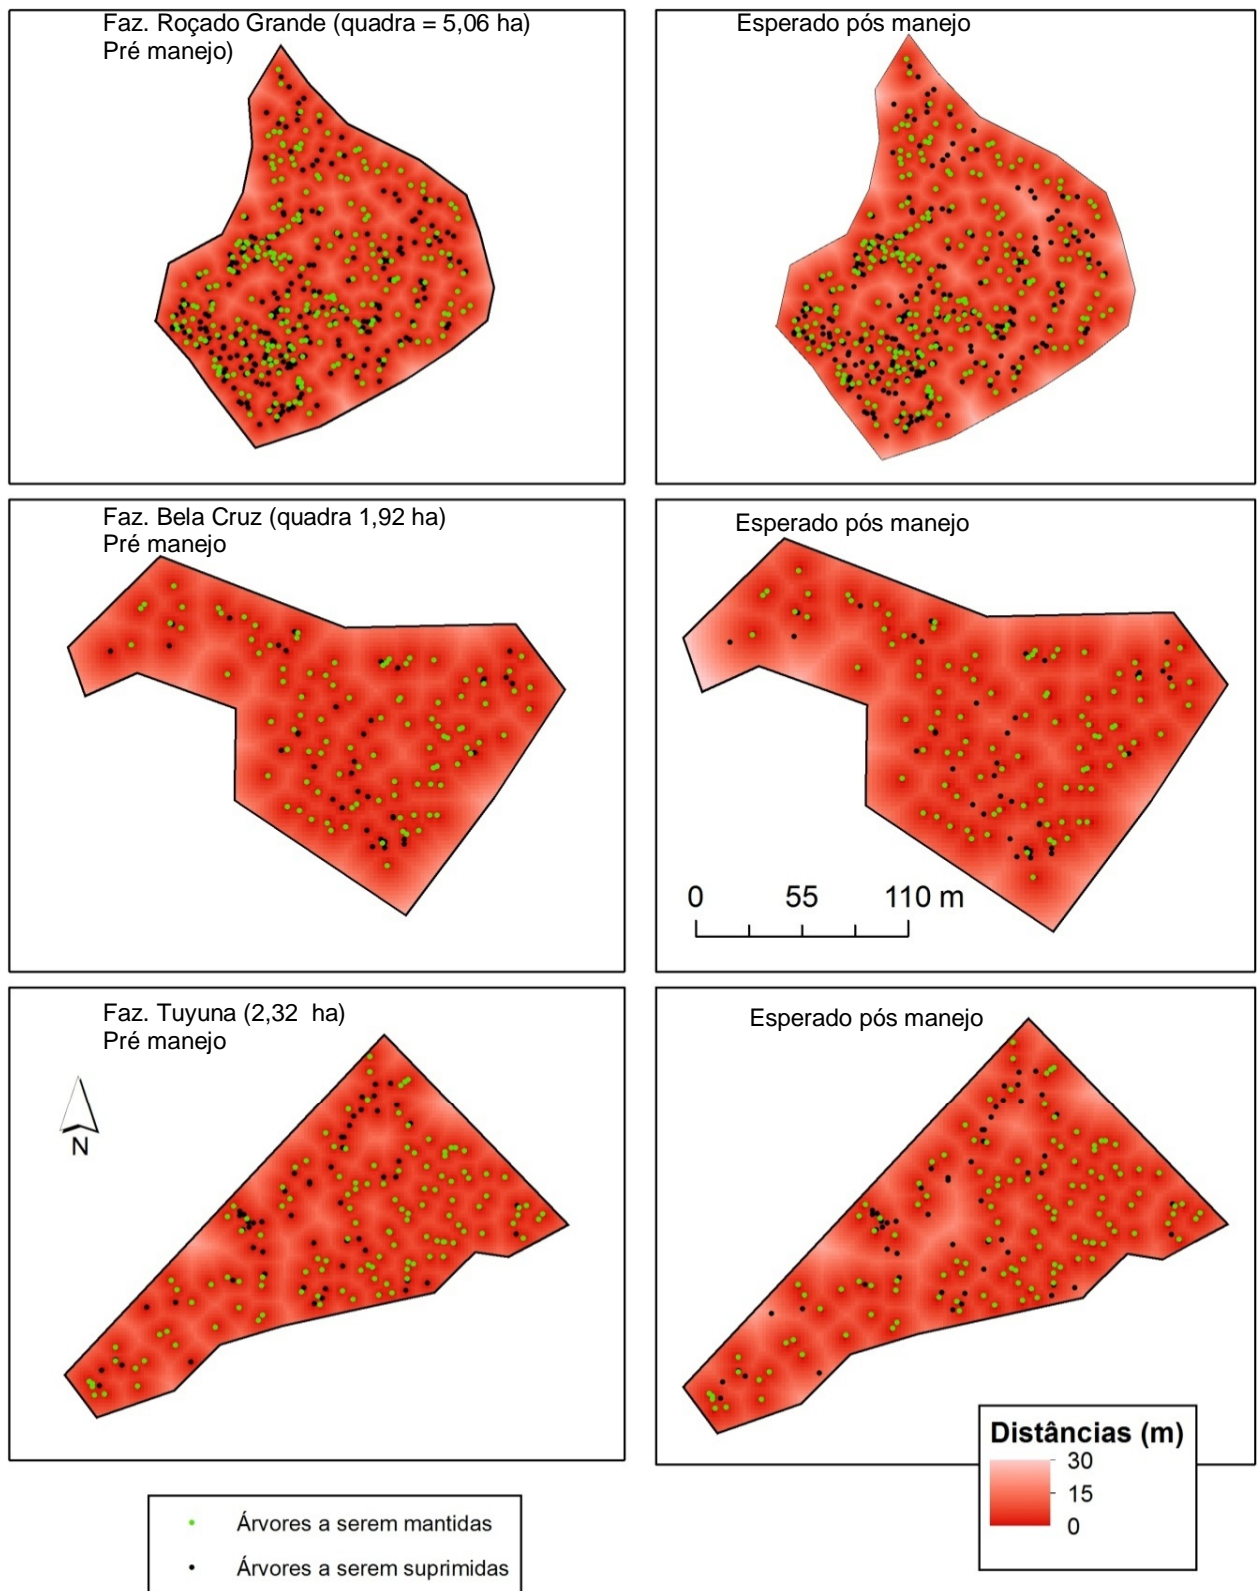 Faz. Roçado Grande (quadra = 5,06 ha)
Pré manejo)
Esperado pós manejo
Faz. Bela Cruz (quadra 1,92 ha)
Pré manejo
Esperado pós manejo
0 55 110 m
Faz. Tuyuna (2,32 ha)
Pré manejo
Esperado pós manejo
N
Distâncias (m)
30
15
0
Árvores a serem mantidas
Árvores a serem suprimidas